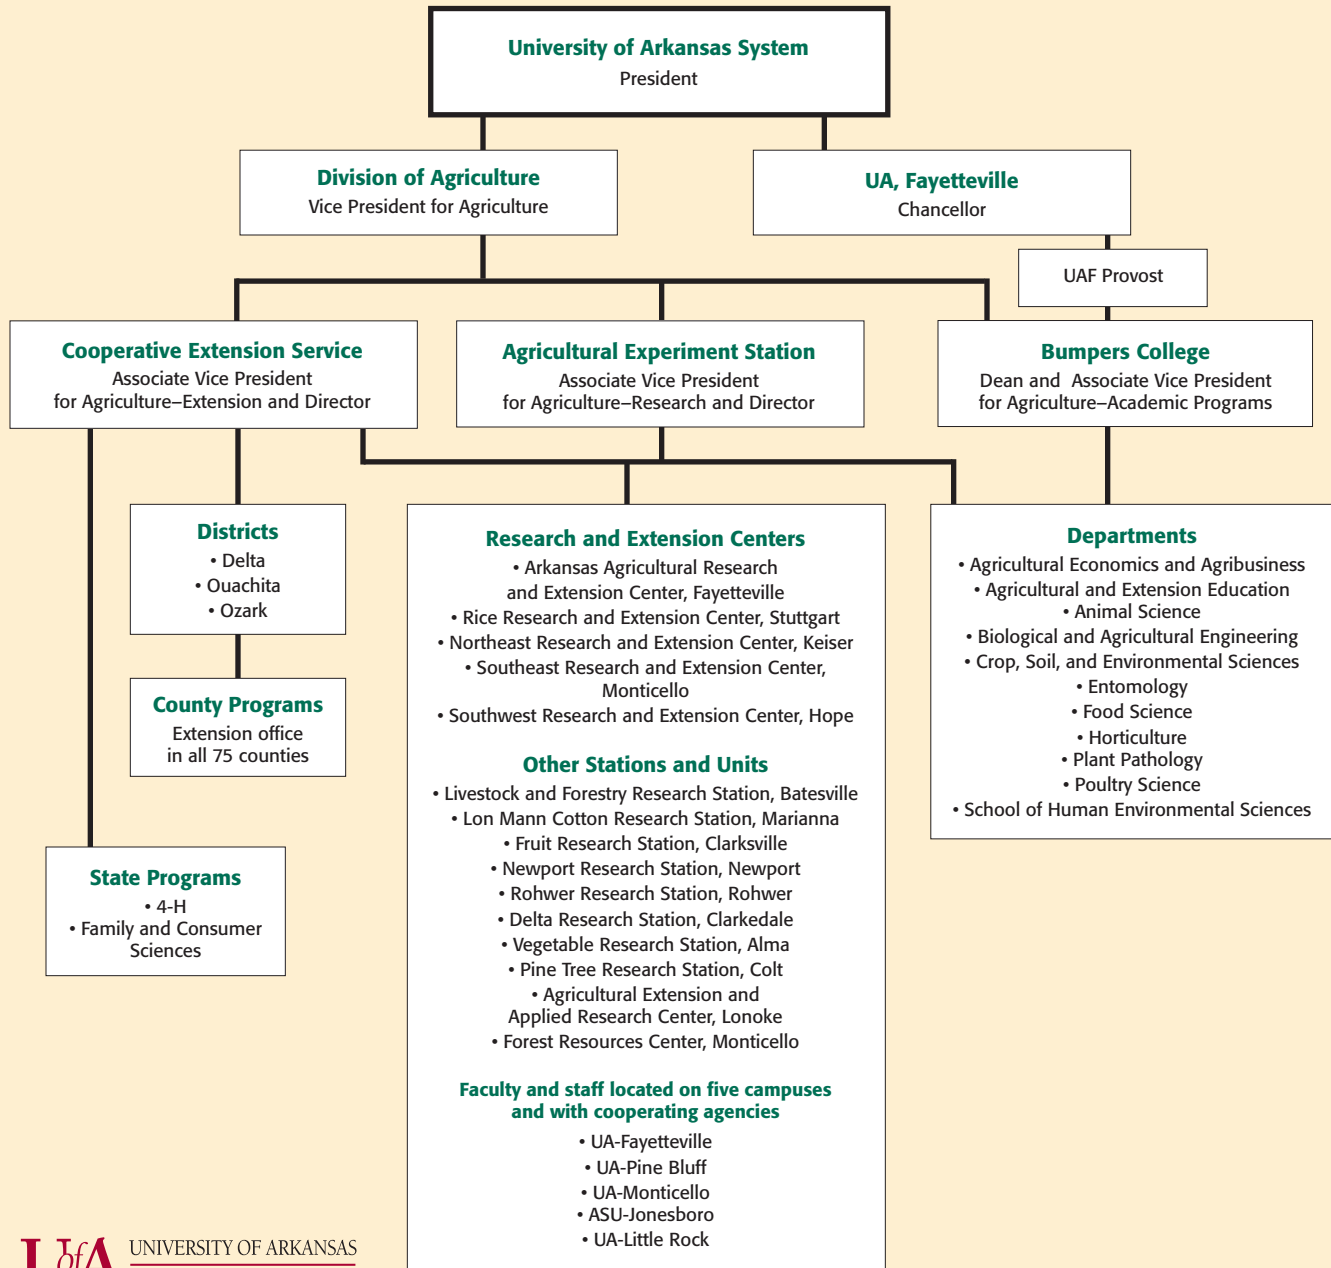 University of Arkansas System
President
Division of Agriculture
Vice President for Agriculture
UA, Fayetteville
Chancellor
UAF Provost
Cooperative Extension Service
Associate Vice President
for Agriculture–Extension and Director
Agricultural Experiment Station
Associate Vice President
for Agriculture–Research and Director
Bumpers College
Dean and Associate Vice President
for Agriculture–Academic Programs
Districts
• Delta
• Ouachita
• Ozark
County Programs
Extension office
in all 75 counties
State Programs
• 4-H
• Family and Consumer
Sciences
Research and Extension Centers
• Arkansas Agricultural Research
and Extension Center, Fayetteville
• Rice Research and Extension Center, Stuttgart
• Northeast Research and Extension Center, Keiser
• Southeast Research and Extension Center,
Monticello
• Southwest Research and Extension Center, Hope
Other Stations and Units
• Livestock and Forestry Research Station, Batesville
• Lon Mann Cotton Research Station, Marianna
• Fruit Research Station, Clarksville
• Newport Research Station, Newport
• Rohwer Research Station, Rohwer
• Delta Research Station, Clarkedale
• Vegetable Research Station, Alma
• Pine Tree Research Station, Colt
• Agricultural Extension and
Applied Research Center, Lonoke
• Forest Resources Center, Monticello
Faculty and staff located on five campuses
and with cooperating agencies
• UA-Fayetteville
• UA-Pine Bluff
• UA-Monticello
• ASU-Jonesboro
• UA-Little Rock
Departments
• Agricultural Economics and Agribusiness
• Agricultural and Extension Education
• Animal Science
• Biological and Agricultural Engineering
• Crop, Soil, and Environmental Sciences
• Entomology
• Food Science
• Horticulture
• Plant Pathology
• Poultry Science
• School of Human Environmental Sciences
UofA
UNIVERSITY OF ARKANSAS